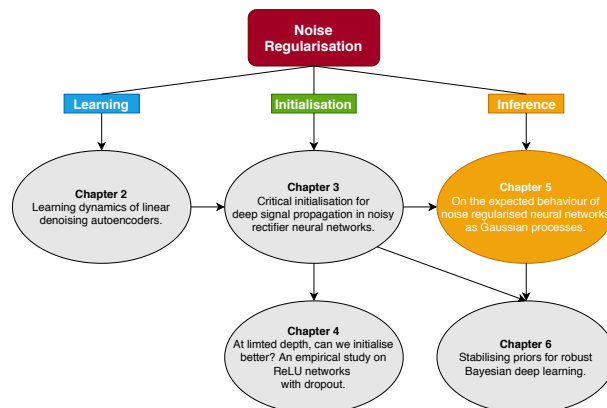 Noise
Regularisation
Learning
Initialisation
Inference
Chapter 2
Learning dynamics of linear
denoising autoencoders.
Chapter 3
Critical initialisation for
deep signal propagation in noisy
rectifier neural networks.
Chapter 5
On the expected behaviour of
noise regularised neural networks
as Gaussian processes.
Chapter 4
At limted depth, can we initialise
better? An empirical study on
ReLU networks
with dropout.
Chapter 6
Stabilising priors for robust
Bayesian deep learning.